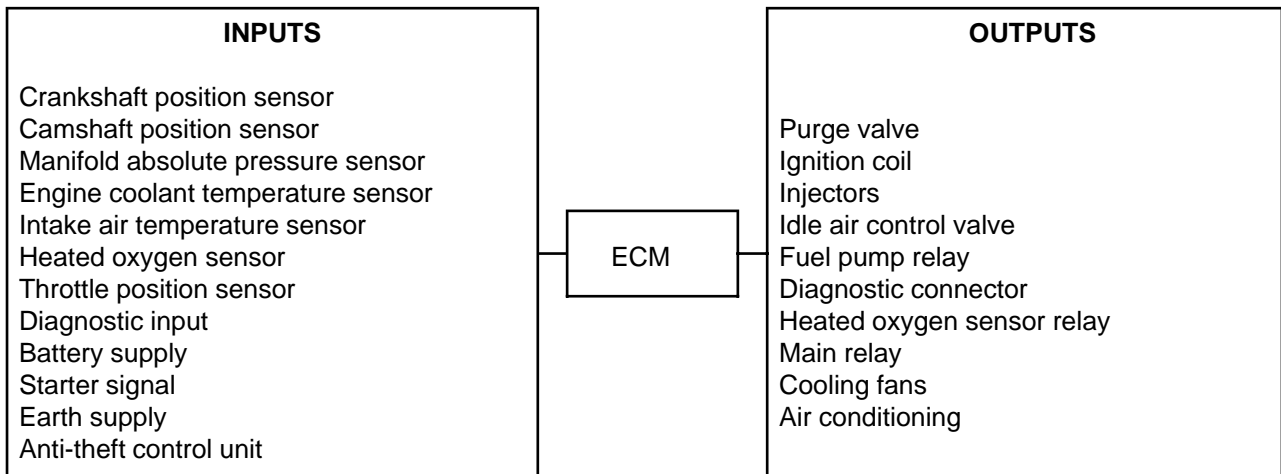 INPUTS
Crankshaft position sensor
Camshaft position sensor
Manifold absolute pressure sensor
Engine coolant temperature sensor
Intake air temperature sensor
Heated oxygen sensor
Throttle position sensor
Diagnostic input
Battery supply
Starter signal
Earth supply
Anti-theft control unit
ECM
OUTPUTS
Purge valve
Ignition coil
Injectors
Idle air control valve
Fuel pump relay
Diagnostic connector
Heated oxygen sensor relay
Main relay
Cooling fans
Air conditioning